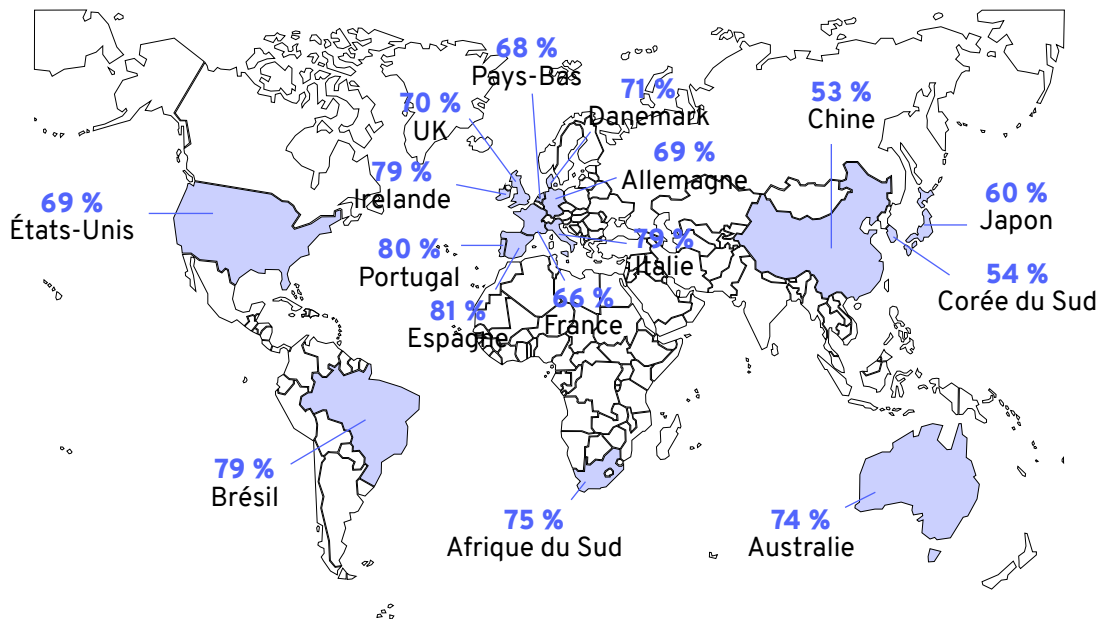 68 %
Pays-Bas
70 %
UK
71 %
Danemark
53 %
Chine
79 %
Irelande
69 %
Allemagne
69 %
États-Unis
60 %
Japon
80 %
Portugal
79 %
Italie
54 %
Corée du Sud
81 %
Espagne
66 %
France
79 %
Brésil
75 %
Afrique du Sud
74 %
Australie